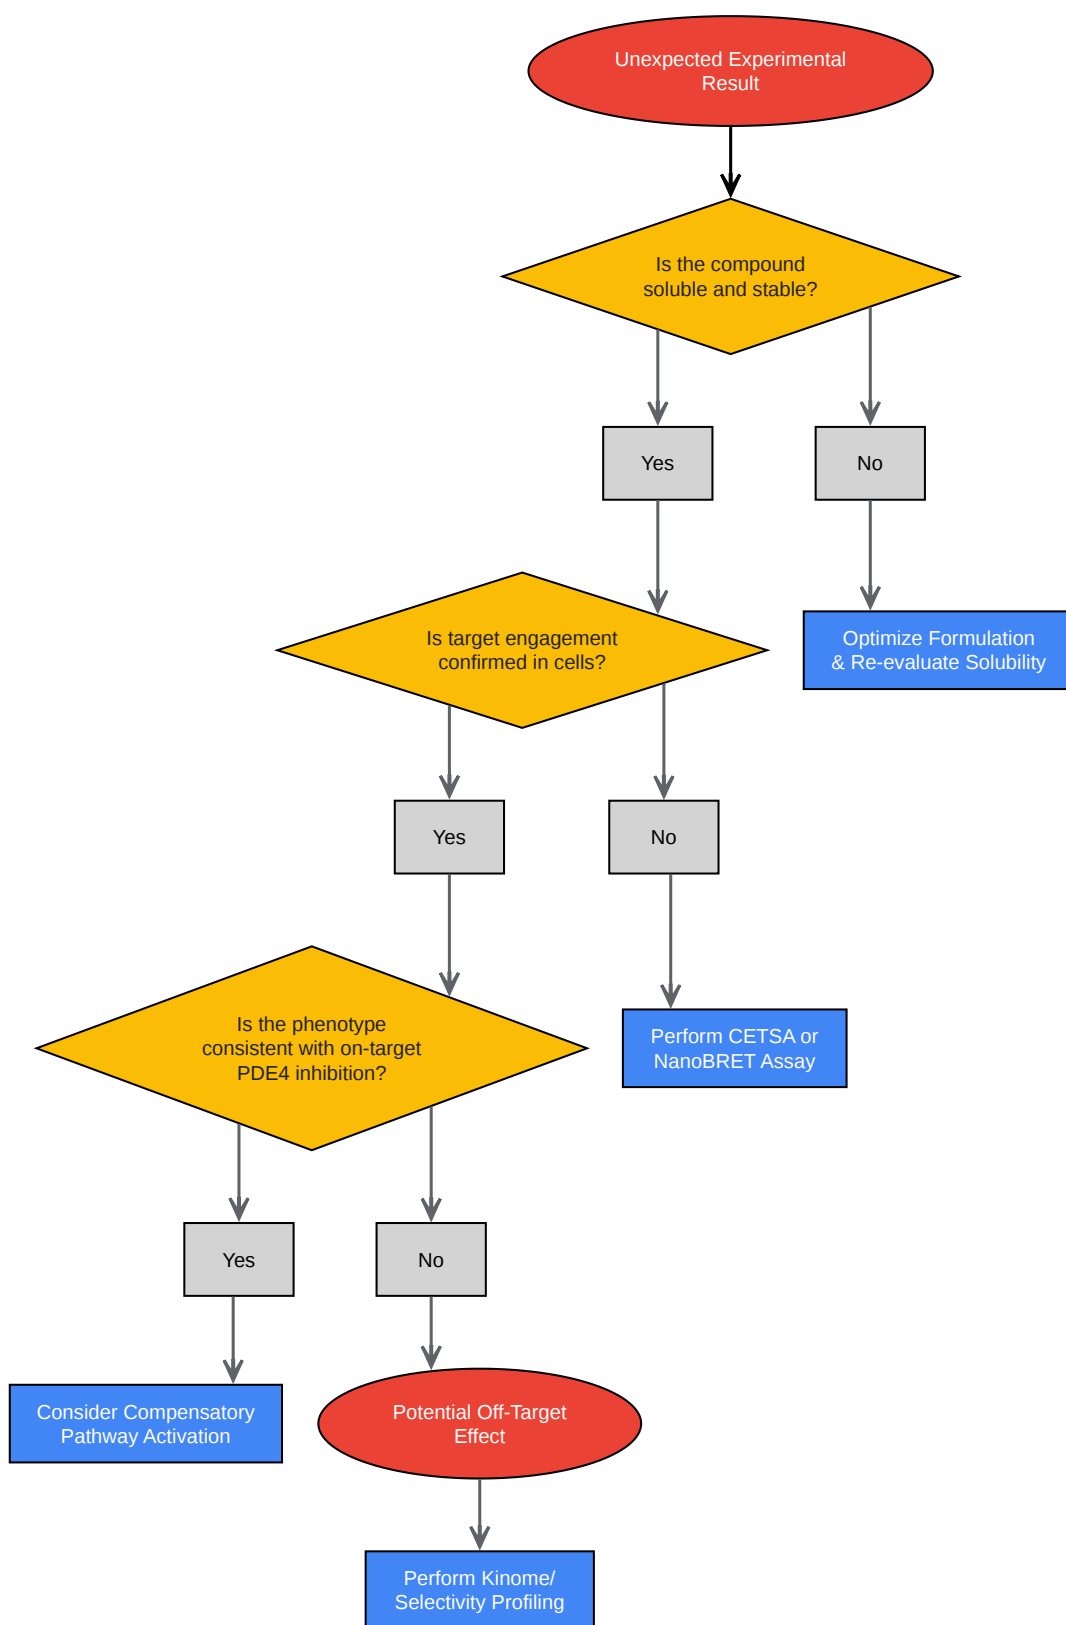 Unexpected Experimental
Result
Is the compound
soluble and stable?
Yes
No
Is target engagement
confirmed in cells?
Optimize Formulation
& Re-evaluate Solubility
Yes
No
Is the phenotype
consistent with on-target
PDE4 inhibition?
Perform CETSA or
NanoBRET Assay
Yes
No
Consider Compensatory
Pathway Activation
Potential Off-Target
Effect
Perform Kinome/
Selectivity Profiling